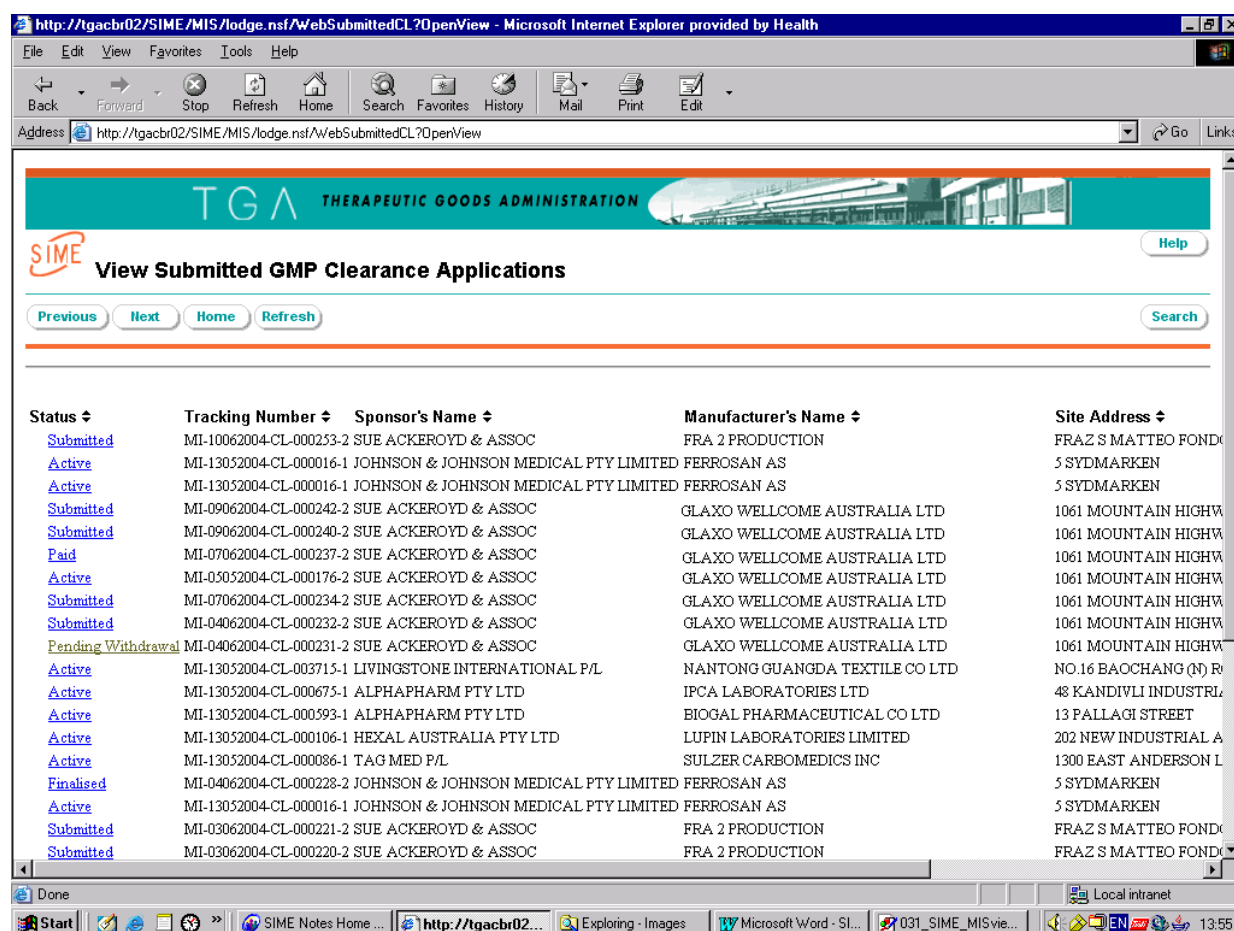 http://tgacbr02/SIME/MIS/lodge.nsf/WebSubmittedCL?OpenView - Microsoft Internet Explorer provided by Health
File Edit View Favorites Tools Help
Back Forward Stop Refresh Home Search Favorites History Mail Print Edit
Address http://tgacbr02/SIME/MIS/lodge.nsf/WebSubmittedCL?OpenView Go Links
TGA THERAPEUTIC GOODS ADMINISTRATION
Help
SIME View Submitted GMP Clearance Applications
Previous Next Home Refresh Search
Status Tracking Number Sponsor's Name Manufacturer's Name Site Address
Submitted MI-10062004-CL-000253-2 SUE ACKEROYD & ASSOC FRA 2 PRODUCTION FRAZ S MATTEO FONDO
Active MI-13052004-CL-000016-1 JOHNSON & JOHNSON MEDICAL PTY LIMITED FERROSAN AS 5 SYDMARKEN
Active MI-13052004-CL-000016-1 JOHNSON & JOHNSON MEDICAL PTY LIMITED FERROSAN AS 5 SYDMARKEN
Submitted MI-09062004-CL-000242-2 SUE ACKEROYD & ASSOC GLAXO WELLCOME AUSTRALIA LTD 1061 MOUNTAIN HIGHW
Submitted MI-09062004-CL-000240-2 SUE ACKEROYD & ASSOC GLAXO WELLCOME AUSTRALIA LTD 1061 MOUNTAIN HIGHW
Paid MI-07062004-CL-000237-2 SUE ACKEROYD & ASSOC GLAXO WELLCOME AUSTRALIA LTD 1061 MOUNTAIN HIGHW
Active MI-05052004-CL-000176-2 SUE ACKEROYD & ASSOC GLAXO WELLCOME AUSTRALIA LTD 1061 MOUNTAIN HIGHW
Submitted MI-07062004-CL-000234-2 SUE ACKEROYD & ASSOC GLAXO WELLCOME AUSTRALIA LTD 1061 MOUNTAIN HIGHW
Submitted MI-04062004-CL-000232-2 SUE ACKEROYD & ASSOC GLAXO WELLCOME AUSTRALIA LTD 1061 MOUNTAIN HIGHW
Pending Withdrawal MI-04062004-CL-000231-2 SUE ACKEROYD & ASSOC GLAXO WELLCOME AUSTRALIA LTD 1061 MOUNTAIN HIGHW
Active MI-13052004-CL-003715-1 LIVINGSTONE INTERNATIONAL P/L NANTONG GUANGDA TEXTILE CO LTD NO.16 BAOCHANG (N) R
Active MI-13052004-CL-000675-1 ALPHAPHARM PTY LTD IPCA LABORATORIES LTD 48 KANDIVLI INDUSTRIA
Active MI-13052004-CL-000593-1 ALPHAPHARM PTY LTD BIOGAL PHARMACEUTICAL CO LTD 13 PALLAGI STREET
Active MI-13052004-CL-000106-1 HEXAL AUSTRALIA PTY LTD LUPIN LABORATORIES LIMITED 202 NEW INDUSTRIAL A
Active MI-13052004-CL-000086-1 TAG MED P/L SULZER CARBOMEDICS INC 1300 EAST ANDERSON L
Finalised MI-04062004-CL-000228-2 JOHNSON & JOHNSON MEDICAL PTY LIMITED FERROSAN AS 5 SYDMARKEN
Active MI-13052004-CL-000016-1 JOHNSON & JOHNSON MEDICAL PTY LIMITED FERROSAN AS 5 SYDMARKEN
Submitted MI-03062004-CL-000221-2 SUE ACKEROYD & ASSOC FRA 2 PRODUCTION FRAZ S MATTEO FONDO
Submitted MI-03062004-CL-000220-2 SUE ACKEROYD & ASSOC FRA 2 PRODUCTION FRAZ S MATTEO FOND
Done Local intranet
Start » SIME Notes Home ... http://tgacbr02... Exploring - Images Microsoft Word - SI... 031_SIME_MISvie... EN 13:55